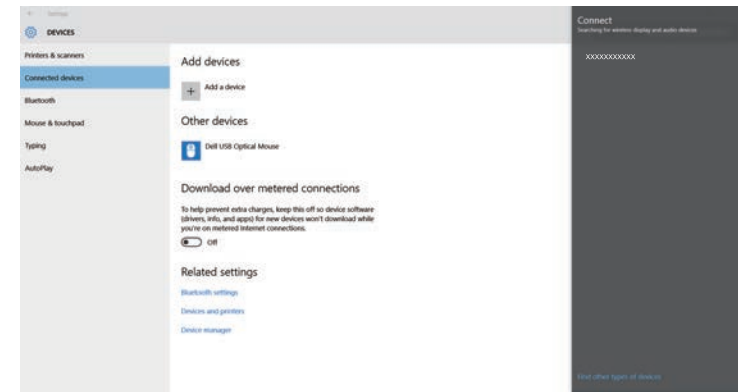 Settings
DEVICES
Printers & scanners
Connected devices
Bluetooth
Mouse & touchpad
Typing
AutoPlay
Add devices
Add a device
Other devices
Dell USB Optical Mouse
Download over metered connections
To help prevent extra charges, keep this off so device software
(drivers, info, and apps) for new devices won't download while
you're on metered Internet connections.
Off
Related settings
Bluetooth settings
Devices and printers
Device manager
Connect
Searching for wireless display and audio devices
xxxxxxxxxxx
Find other types of devices